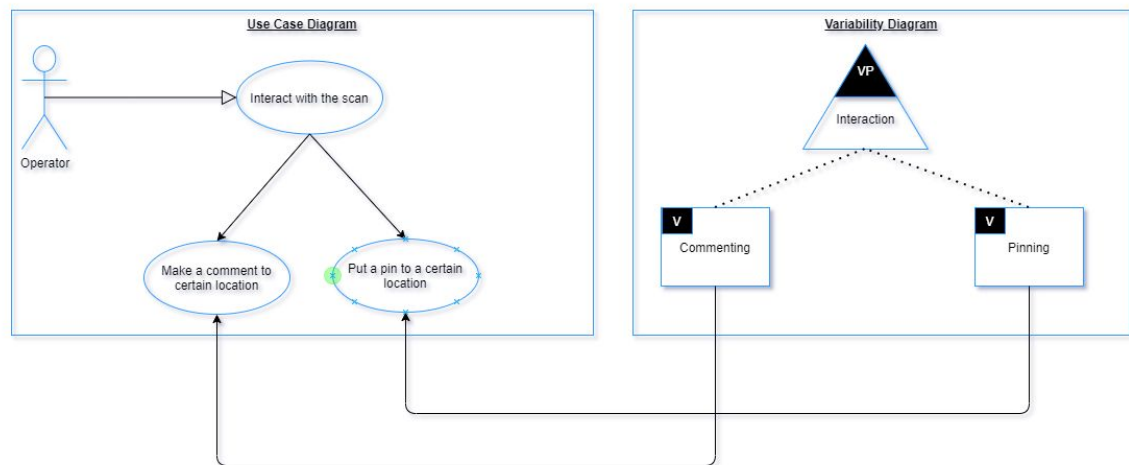 Use Case Diagram
Operator
Interact with the scan
Make a comment to
certain location
Put a pin to a certain
location
Variability Diagram
VP
Interaction
V
Commenting
V
Pinning